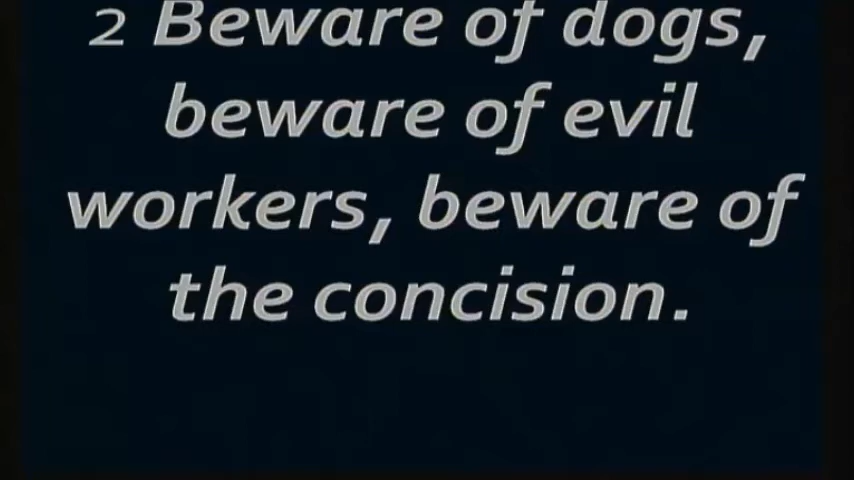 2 Beware of dogs,
beware of evil
workers, beware of
the concision.